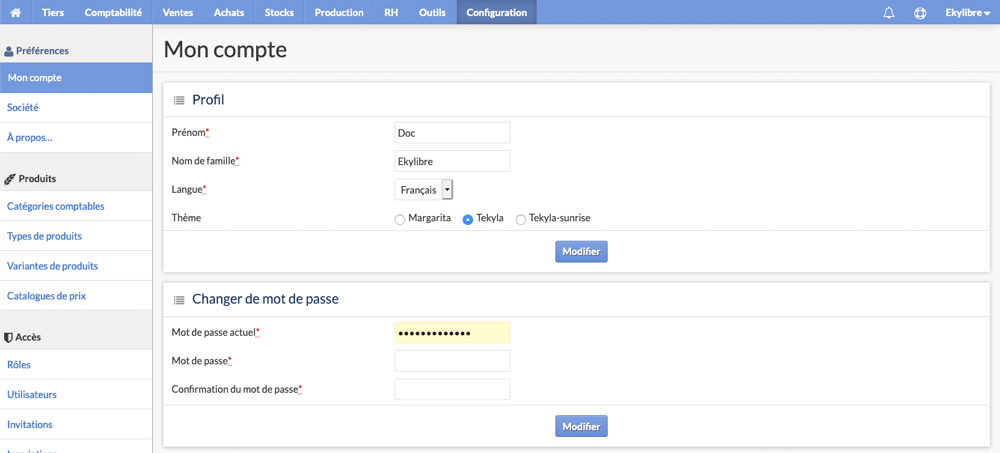 Tiers Comptabilité Ventes Achats Stocks Production RH Outils Configuration Ekylibre
Préférences
Mon compte
Société
À propos...
Produits
Catégories comptables
Types de produits
Variantes de produits
Catalogues de prix
Accès
Rôles
Utilisateurs
Invitations
Mon compte
Profil
Prénom* Doc
Nom de famille* Ekylibre
Langue* Français
Thème Margarita Tekyla Tekyla-sunrise
Modifier
Changer de mot de passe
Mot de passe actuel* •••••••••••••
Mot de passe*
Confirmation du mot de passe*
Modifier